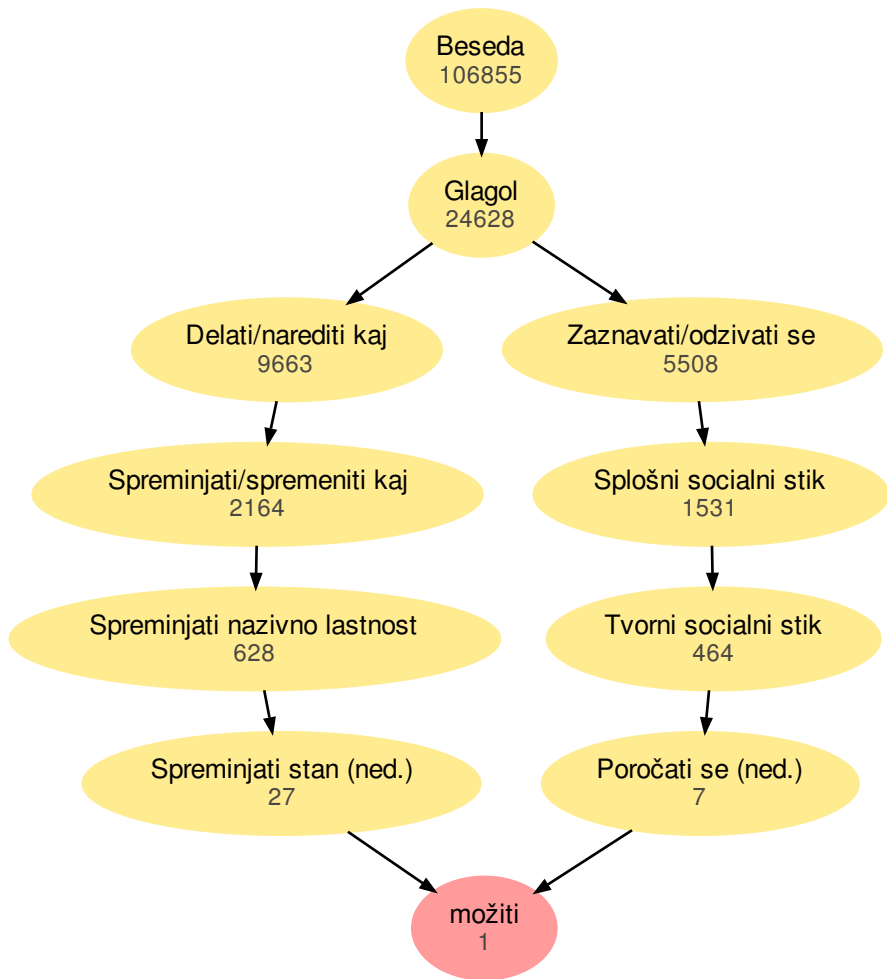 Beseda
106855
Glagol
24628
Delati/narediti kaj
9663
Zaznavati/odzivati se
5508
Spreminjati/spremeniti kaj
2164
Splošni socialni stik
1531
Spreminjati nazivno lastnost
628
Tvorni socialni stik
464
Spreminjati stan (ned.)
27
Poročati se (ned.)
7
možiti
1